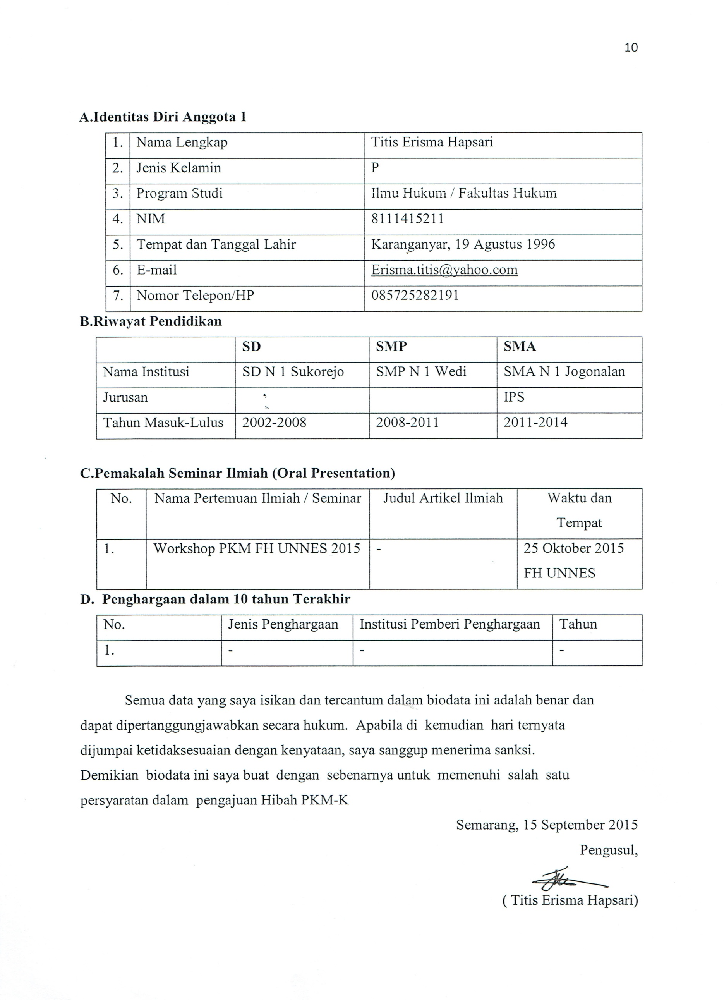 10
A.Identitas Diri Anggota 1
1. Nama Lengkap Titis Erisma Hapsari
2. Jenis Kelamin P
3. Program Studi Ilmu Hukum / Fakultas Hukum
4. NIM 8111415211
5. Tempat dan Tanggal Lahir Karanganyar, 19 Agustus 1996
6. E-mail Erisma.titis@yahoo.com
7. Nomor Telepon/HP 085725282191
B.Riwayat Pendidikan
SD SMP SMA
Nama Institusi SD N 1 Sukorejo SMP N 1 Wedi SMA N 1 Jogonalan
Jurusan IPS
Tahun Masuk-Lulus 2002-2008 2008-2011 2011-2014
C.Pemakalah Seminar Ilmiah (Oral Presentation)
No. Nama Pertemuan Ilmiah / Seminar Judul Artikel Ilmiah Waktu dan
Tempat
1. Workshop PKM FH UNNES 2015 - 25 Oktober 2015
FH UNNES
D. Penghargaan dalam 10 tahun Terakhir
No. Jenis Penghargaan Institusi Pemberi Penghargaan Tahun
1. - - -
Semua data yang saya isikan dan tercantum dalam biodata ini adalah benar dan
dapat dipertanggungjawabkan secara hukum. Apabila di kemudian hari ternyata
dijumpai ketidaksesuaian dengan kenyataan, saya sanggup menerima sanksi.
Demikian biodata ini saya buat dengan sebenarnya untuk memenuhi salah satu
persyaratan dalam pengajuan Hibah PKM-K
Semarang, 15 September 2015
Pengusul,
( Titis Erisma Hapsari)